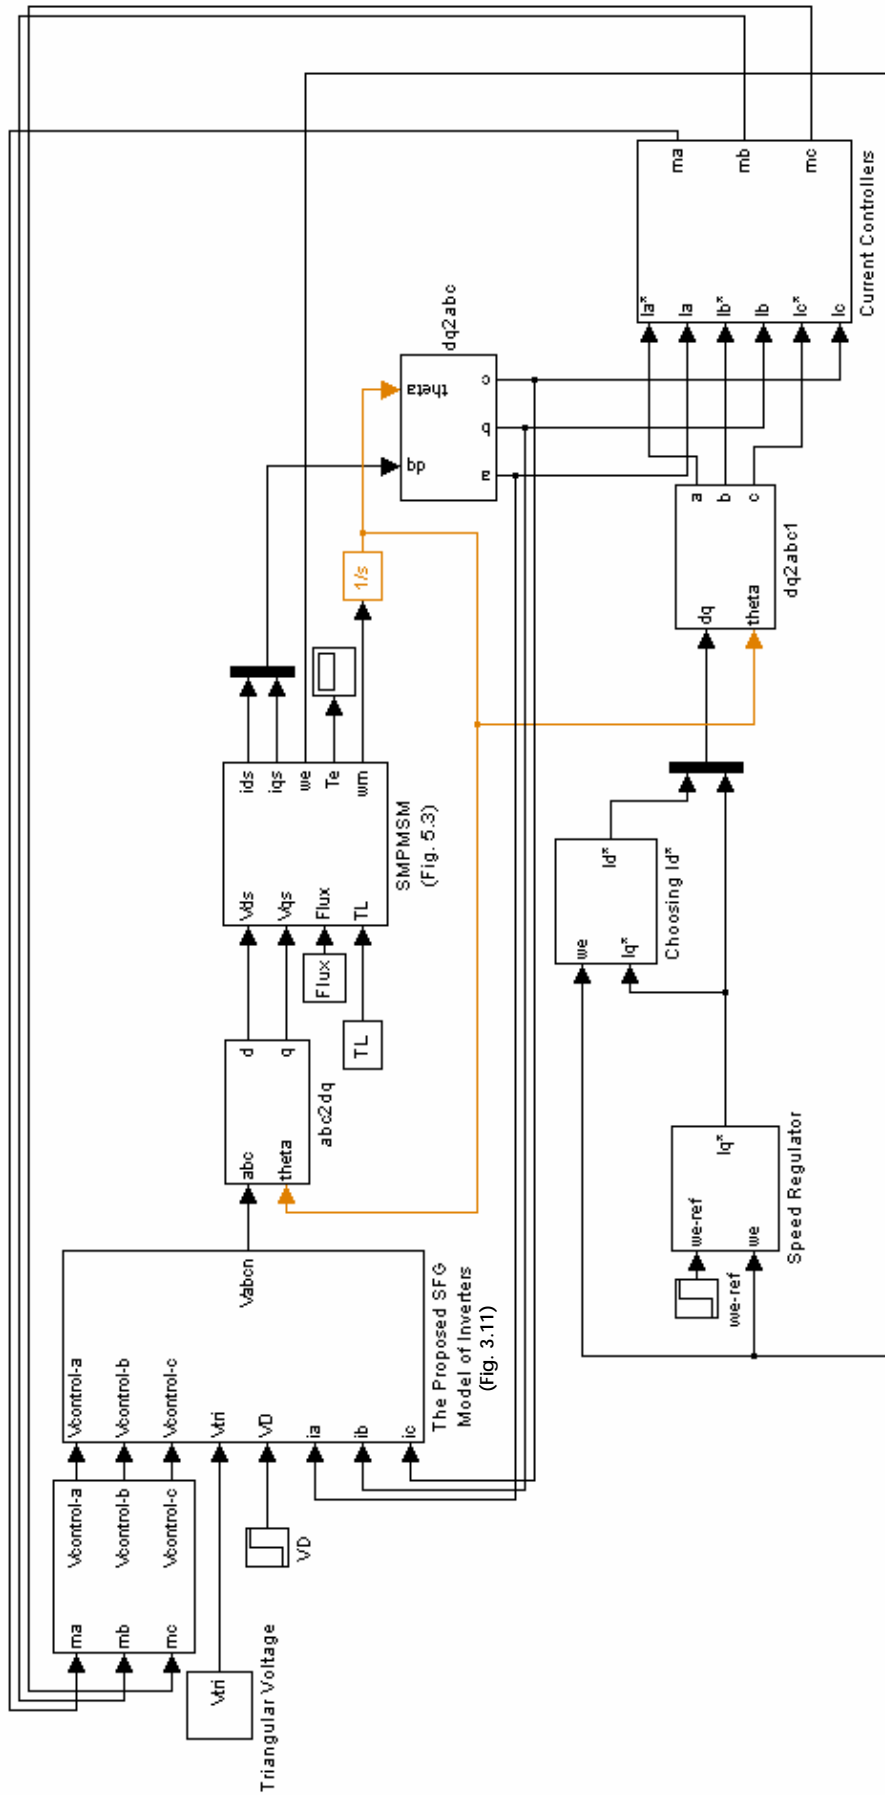 ma
mb
mc
Vcontrol-a
Vcontrol-b
Vcontrol-c
Vtri
Triangular Voltage
VD
Vcontrol-a
Vcontrol-b
Vcontrol-c
Vtri
VD
ia
ib
ic
Vabcn
The Proposed SFG
Model of Inverters
(Fig. 3.11)
abc
theta
d
q
abc2dq
Flux
TL
Vds
Vqs
Flux
TL
ids
iqs
we
Te
wm
SMPMSM
(Fig. 5.3)
1/s
dq
theta
a
b
c
dq2abc
we-ref
we-ref
we
Iq*
Speed Regulator
we
Iq*
Id*
Choosing Id*
dq
theta
a
b
c
dq2abc1
Ia*
Ia
Ib*
Ib
Ic*
Ic
ma
mb
mc
Current Controllers